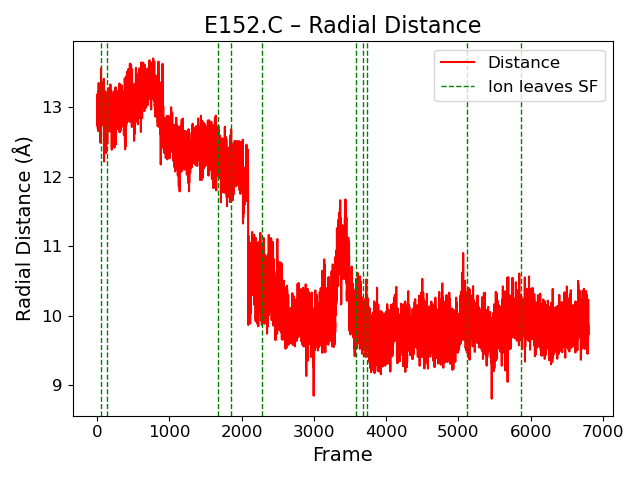 E152.C – Radial Distance
Distance
Ion leaves SF
Radial Distance (Å)
13
12
11
10
9
0 1000 2000 3000 4000 5000 6000 7000
Frame